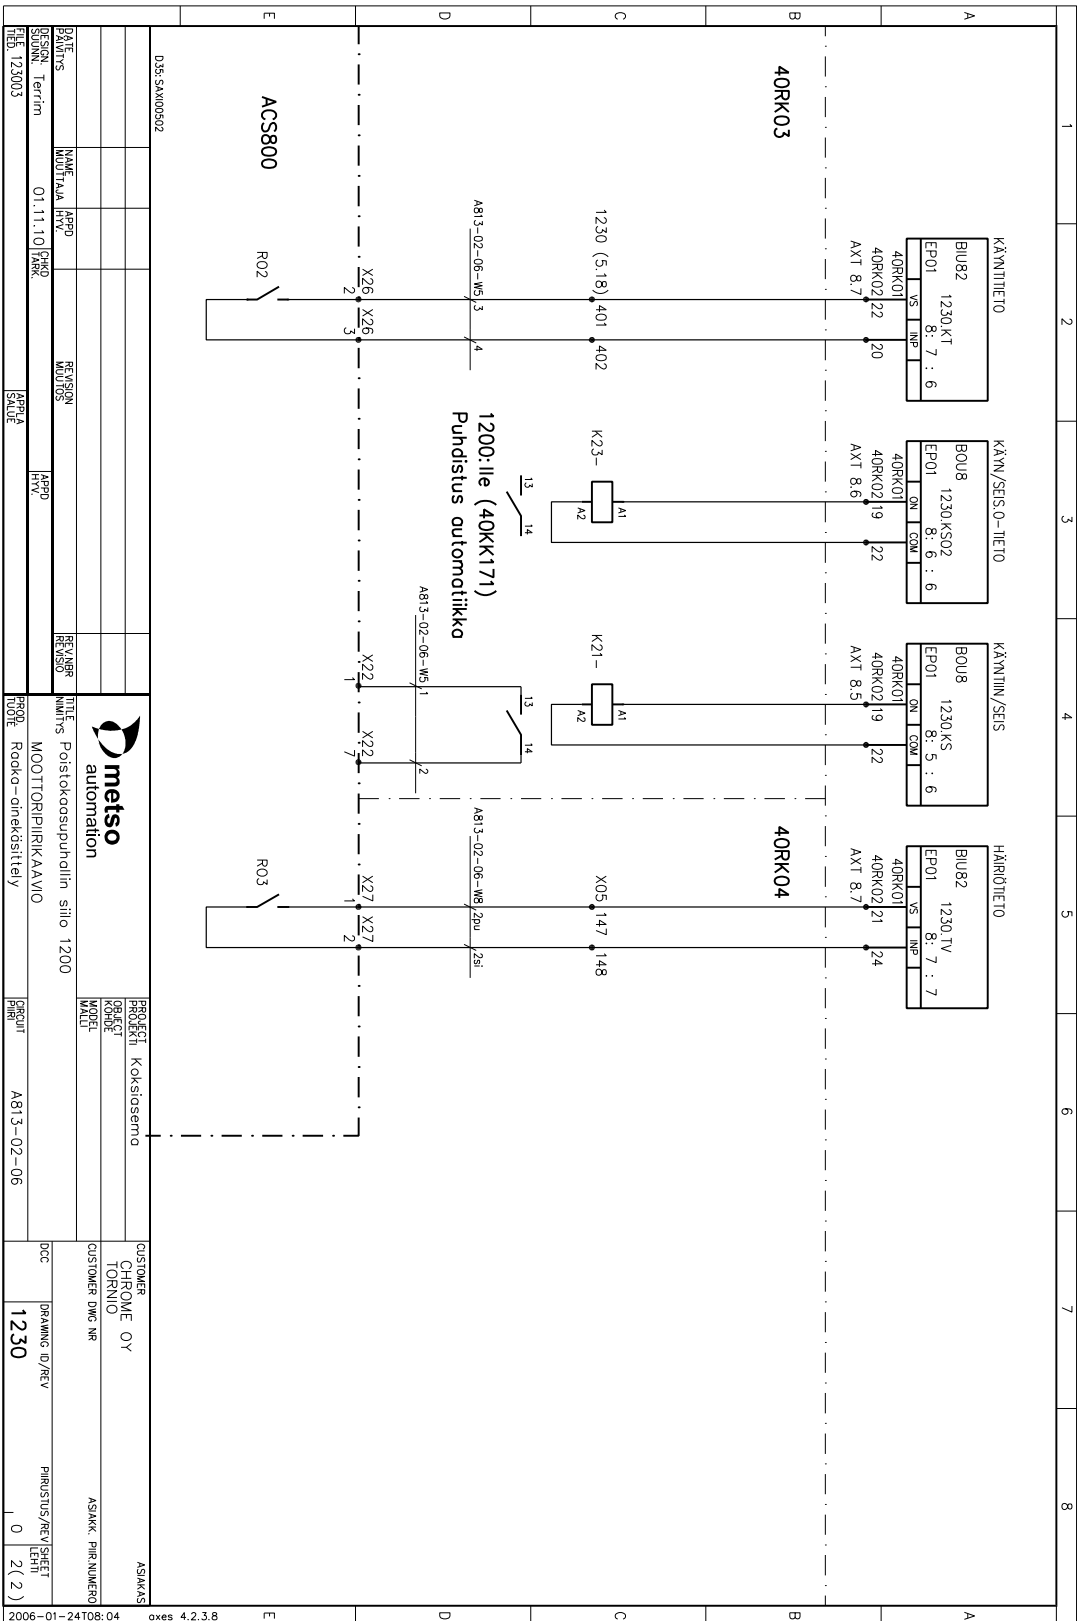 1 2 3 4 5 6 7 8
A
B
C
D
E
40RK03
40RK04
KÄYNTITIETO
BIU82 1230.KT
EP01 8: 7 : 6
VS INP
40RK01
40RK02 22 20
AXT 8.7
1230 (5.18) 401 402
A813-02-06-W5 3 4
X26 X26
2 3
RO2
ACS800
KÄYN/SEIS.O-TIETO
BOU8 1230.KS02
EP01 8: 6 : 6
ON COM
40RK01
40RK02 19 22
AXT 8.6
K23-
A1
A2
13 14
1200:lle (40KK171)
Puhdistus automatiikka
KÄYNTIIN/SEIS
BOU8 1230.KS
EP01 8: 5 : 6
ON COM
40RK01
40RK02 19 22
AXT 8.5
K21-
A1
A2
13 14
A813-02-06-W5 1 2
X22 X22
1 7
HÄIRIÖTIETO
BIU82 1230.TV
EP01 8: 7 : 7
VS INP
40RK01
40RK02 21 24
AXT 8.7
X05 147 148
A813-02-06-W8 2pu 2si
X27 X27
1 2
RO3
D35:SAXI00502
A
B
C
D
E
DATE
PÄIVITYS
NAME
MUUTTAJA
APPD
HYV.
REVISION
MUUTOS
REV.NBR
REVISIO
DESIGN.
SUUNN. Terrim 01.11.10
CHKD
TARK.
APPD
HYV.
FILE
TIED. 123003
APPL.A
S.ALUE
metso
automation
TITLE
NIMITYS Poistokaasupuhallin siilo 1200
MOOTTORIPIIRIKAAVIO
PROD.
TUOTE Raaka-ainekäsittely
PROJECT
PROJEKTI Koksiasema
OBJECT
KOHDE
MODEL
MALLI
CIRCUIT
PIIRI A813-02-06
CUSTOMER ASIAKAS
CHROME OY
TORNIO
CUSTOMER DWG NR ASIAKK. PIIR.NUMERO
DCC
DRAWING ID/REV PIIRUSTUS/REV
1230 0
SHEET
LEHTI
2( 2 )
2006-01-24T08:04 axes 4.2.3.8